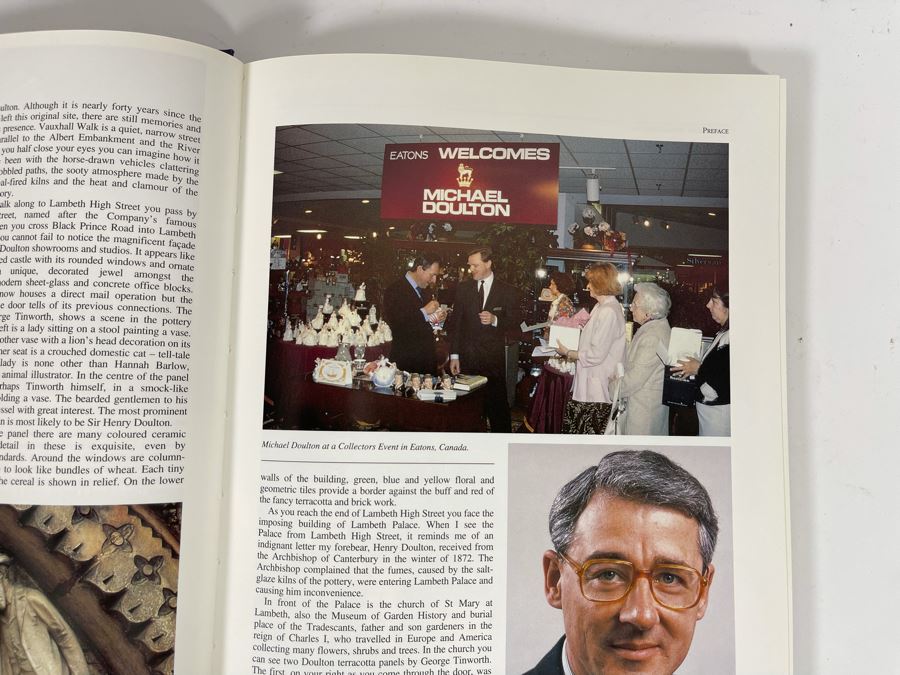 ulton. Although it is nearly forty years since the
left this original site, there are still memories and
presence. Vauxhall Walk is a quiet, narrow street
rallel to the Albert Embankment and the River
you half close your eyes you can imagine how it
been with the horse-drawn vehicles clattering
obbled paths, the sooty atmosphere made by the
al-fired kilns and the heat and clamour of the
ory.
alk along to Lambeth High Street you pass by
treet, named after the Company's famous
en you cross Black Prince Road into Lambeth
ou cannot fail to notice the magnificent façade
Doulton showrooms and studios. It appears like
ed castle with its rounded windows and ornate
unique, decorated jewel amongst the
modern sheet-glass and concrete office blocks.
now houses a direct mail operation but the
e door tells of its previous connections. The
rge Tinworth, shows a scene in the pottery
eft is a lady sitting on a stool painting a vase.
other vase with a lion's head decoration on its
her seat is a crouched domestic cat – tell-tale
lady is none other than Hannah Barlow,
animal illustrator. In the centre of the panel
rhaps Tinworth himself, in a smock-like
lding a vase. The bearded gentlemen to his
ssel with great interest. The most prominent
n is most likely to be Sir Henry Doulton.
e panel there are many coloured ceramic
detail in these is exquisite, even by
ndards. Around the windows are column-
to look like bundles of wheat. Each tiny
he cereal is shown in relief. On the lower
PREFACE
EATONS WELCOMES
MICHAEL
DOULTON
Michael Doulton at a Collectors Event in Eatons, Canada.
walls of the building, green, blue and yellow floral and
geometric tiles provide a border against the buff and red of
the fancy terracotta and brick work.
As you reach the end of Lambeth High Street you face the
imposing building of Lambeth Palace. When I see the
Palace from Lambeth High Street, it reminds me of an
indignant letter my forebear, Henry Doulton, received from
the Archbishop of Canterbury in the winter of 1872. The
Archbishop complained that the fumes, caused by the salt-
glaze kilns of the pottery, were entering Lambeth Palace and
causing him inconvenience.
In front of the Palace is the church of St Mary at
Lambeth, also the Museum of Garden History and burial
place of the Tradescants, father and son gardeners in the
reign of Charles I, who travelled in Europe and America
collecting many flowers, shrubs and trees. In the church you
can see two Doulton terracotta panels by George Tinworth.
The first, on your right as you come through the door, was